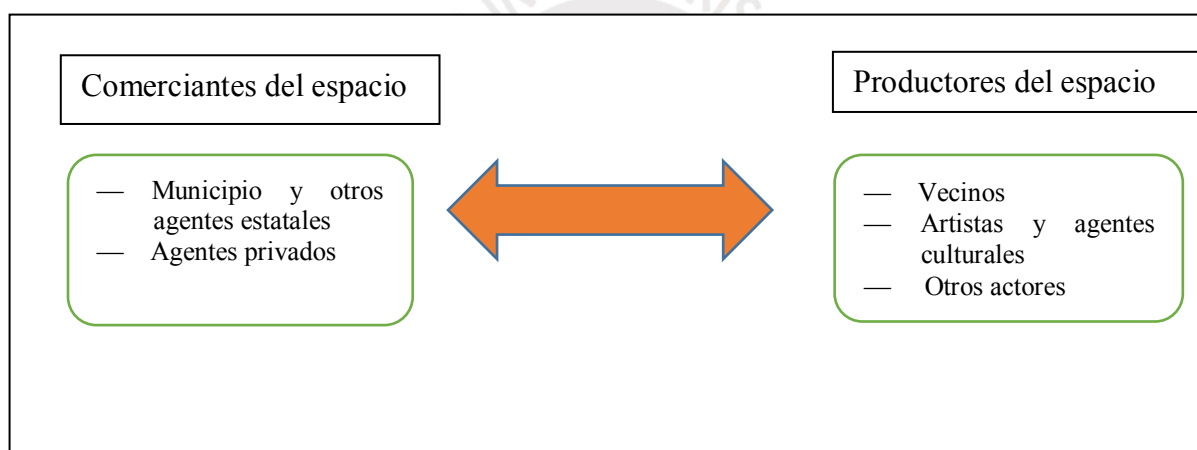 Comerciantes del espacio
Productores del espacio
— Municipio y otros
agentes estatales
— Agentes privados
— Vecinos
— Artistas y agentes
culturales
— Otros actores